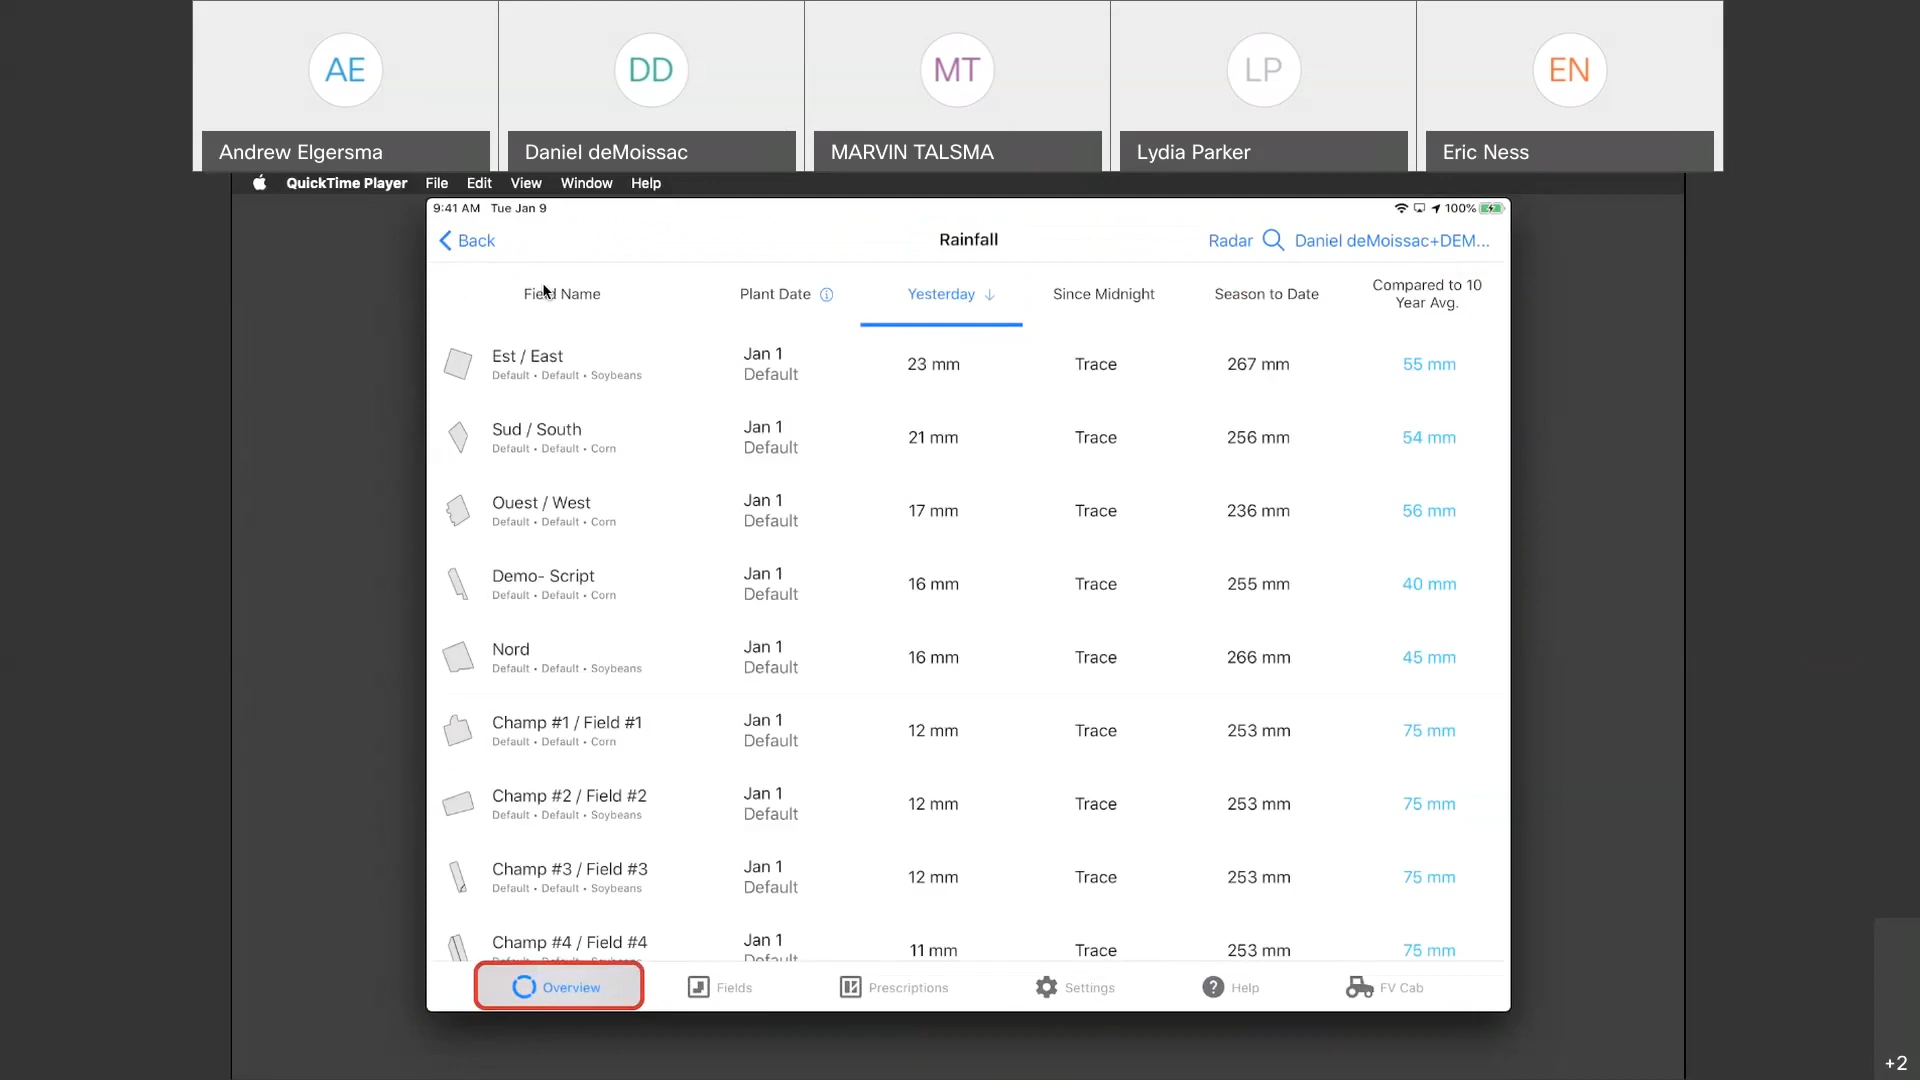 AE
DD
MT
LP
EN
Andrew Elgersma
Daniel deMoissac
MARVIN TALSMA
Lydia Parker
Eric Ness
QuickTime Player File Edit View Window Help
9:41 AM Tue Jan 9
100%
Back
Rainfall
Radar
Daniel deMoissac+DEM...
Field Name
Plant Date
Yesterday ↓
Since Midnight
Season to Date
Compared to 10
Year Avg.
Est / East
Default • Default • Soybeans
Jan 1
Default
23 mm
Trace
267 mm
55 mm
Sud / South
Default • Default • Corn
Jan 1
Default
21 mm
Trace
256 mm
54 mm
Ouest / West
Default • Default • Corn
Jan 1
Default
17 mm
Trace
236 mm
56 mm
Demo- Script
Default • Default • Corn
Jan 1
Default
16 mm
Trace
255 mm
40 mm
Nord
Default • Default • Soybeans
Jan 1
Default
16 mm
Trace
266 mm
45 mm
Champ #1 / Field #1
Default • Default • Corn
Jan 1
Default
12 mm
Trace
253 mm
75 mm
Champ #2 / Field #2
Default • Default • Soybeans
Jan 1
Default
12 mm
Trace
253 mm
75 mm
Champ #3 / Field #3
Default • Default • Soybeans
Jan 1
Default
12 mm
Trace
253 mm
75 mm
Champ #4 / Field #4
Default • Default • Soybeans
Jan 1
Default
11 mm
Trace
253 mm
75 mm
Overview
Fields
Prescriptions
Settings
Help
FV Cab
+2